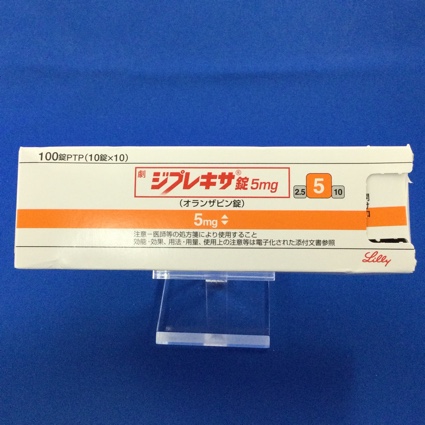 100錠PTP(10錠×10)
劇 ジプレキサ®錠5mg
2.5 5 10
(オランザピン錠)
5mg
注意－医師等の処方箋により使用すること
効能・効果、用法・用量、使用上の注意等は電子化された添付文書参照
Lilly